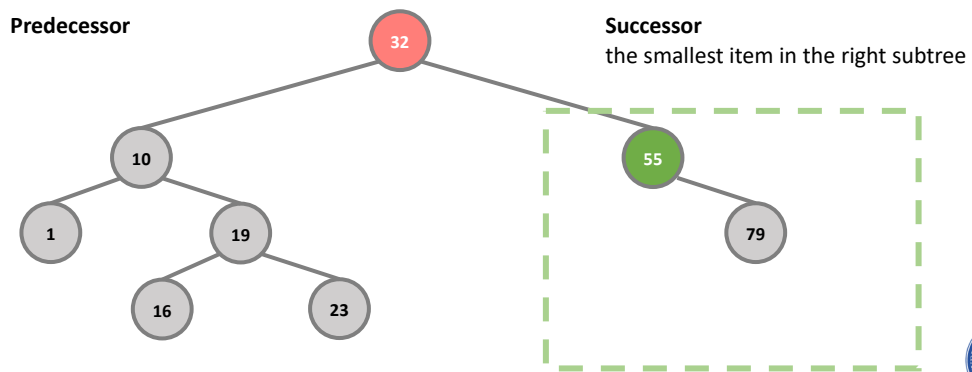 Predecessor
Successor
the smallest item in the right subtree
32
10
55
1
19
79
16
23